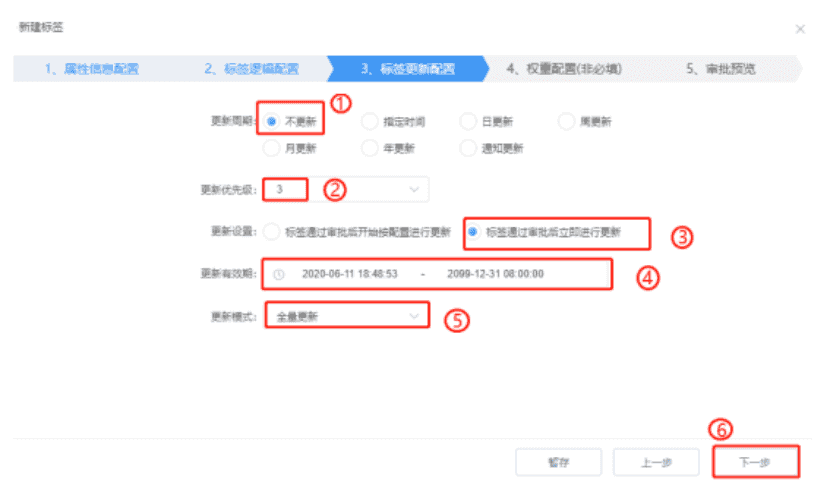 新建标签
1、属性信息配置 2、标签逻辑配置 3、标签更新配置 4、权重配置(非必填) 5、审批预览
更新周期: 不更新 ① 指定时间 日更新 周更新
月更新 年更新 通知更新
更新优先级: 3 ②
更新设置: 标签通过审批后开始按配置进行更新 标签通过审批后立即进行更新 ③
更新有效期: 2020-06-11 18:48:53 - 2099-12-31 08:00:00 ④
更新模式: 全量更新 ⑤
⑥
暂存 上一步 下一步